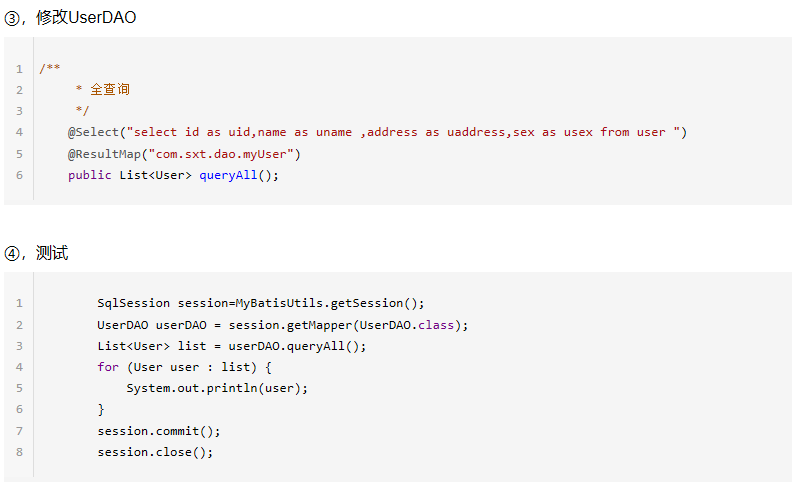 ③，修改UserDAO
1 /**
2 * 全查询
3 */
4 @Select("select id as uid,name as uname ,address as uaddress,sex as usex from user ")
5 @ResultMap("com.sxt.dao.myUser")
6 public List<User> queryAll();
④，测试
1 SqlSession session=MyBatisUtils.getSession();
2 UserDAO userDAO = session.getMapper(UserDAO.class);
3 List<User> list = userDAO.queryAll();
4 for (User user : list) {
5 System.out.println(user);
6 }
7 session.commit();
8 session.close();